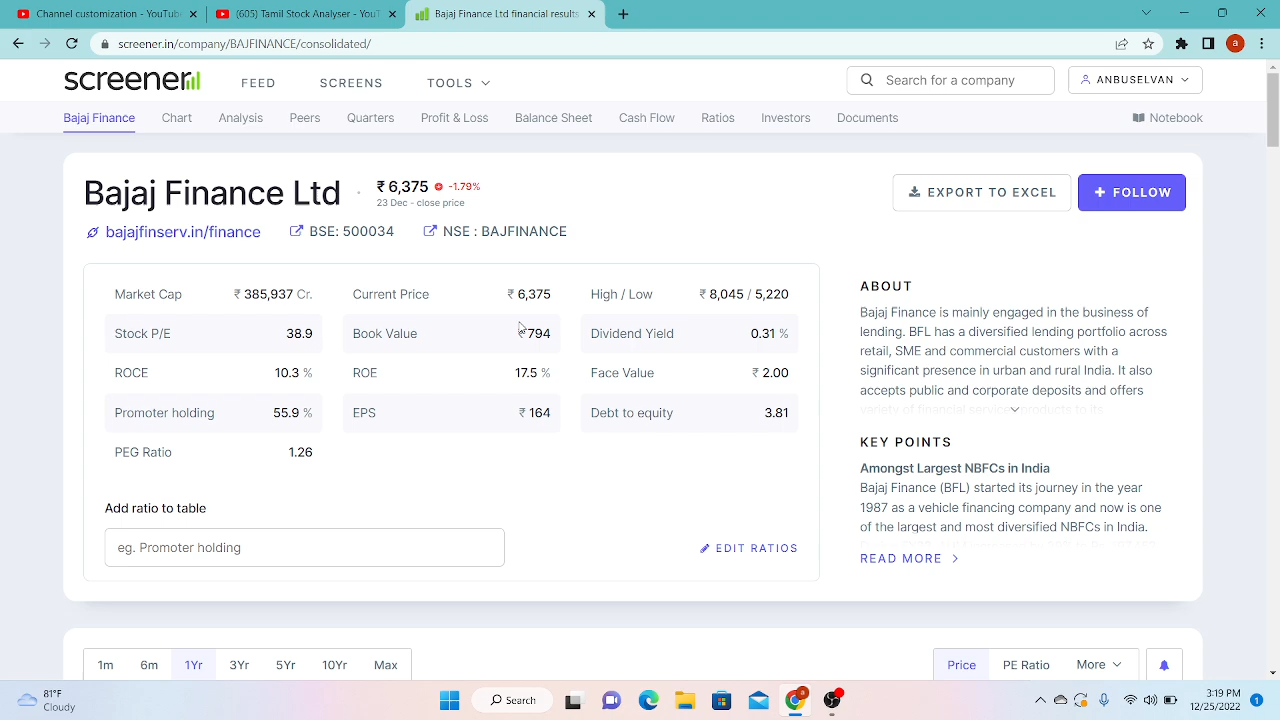 Channel customization - YouTube
(605) Tamil Stock Analyser - YouT
Bajaj Finance Ltd financial results
screener.in/company/BAJFINANCE/consolidated/
a
screener
FEED
SCREENS
TOOLS
Search for a company
ANBUSELVAN
Bajaj Finance
Chart
Analysis
Peers
Quarters
Profit & Loss
Balance Sheet
Cash Flow
Ratios
Investors
Documents
Notebook
Bajaj Finance Ltd
₹ 6,375 -1.79%
23 Dec - close price
EXPORT TO EXCEL
+ FOLLOW
bajajfinserv.in/finance
BSE: 500034
NSE : BAJFINANCE
Market Cap ₹ 385,937 Cr.
Current Price ₹ 6,375
High / Low ₹ 8,045 / 5,220
Stock P/E 38.9
Book Value ₹ 794
Dividend Yield 0.31 %
ROCE 10.3 %
ROE 17.5 %
Face Value ₹ 2.00
Promoter holding 55.9 %
EPS ₹ 164
Debt to equity 3.81
PEG Ratio 1.26
Add ratio to table
eg. Promoter holding
EDIT RATIOS
ABOUT
Bajaj Finance is mainly engaged in the business of
lending. BFL has a diversified lending portfolio across
retail, SME and commercial customers with a
significant presence in urban and rural India. It also
accepts public and corporate deposits and offers
variety of financial services products to its
KEY POINTS
Amongst Largest NBFCs in India
Bajaj Finance (BFL) started its journey in the year
1987 as a vehicle financing company and now is one
of the largest and most diversified NBFCs in India.
READ MORE
1m
6m
1Yr
3Yr
5Yr
10Yr
Max
Price
PE Ratio
More
81°F
Cloudy
Search
3:19 PM
12/25/2022
1